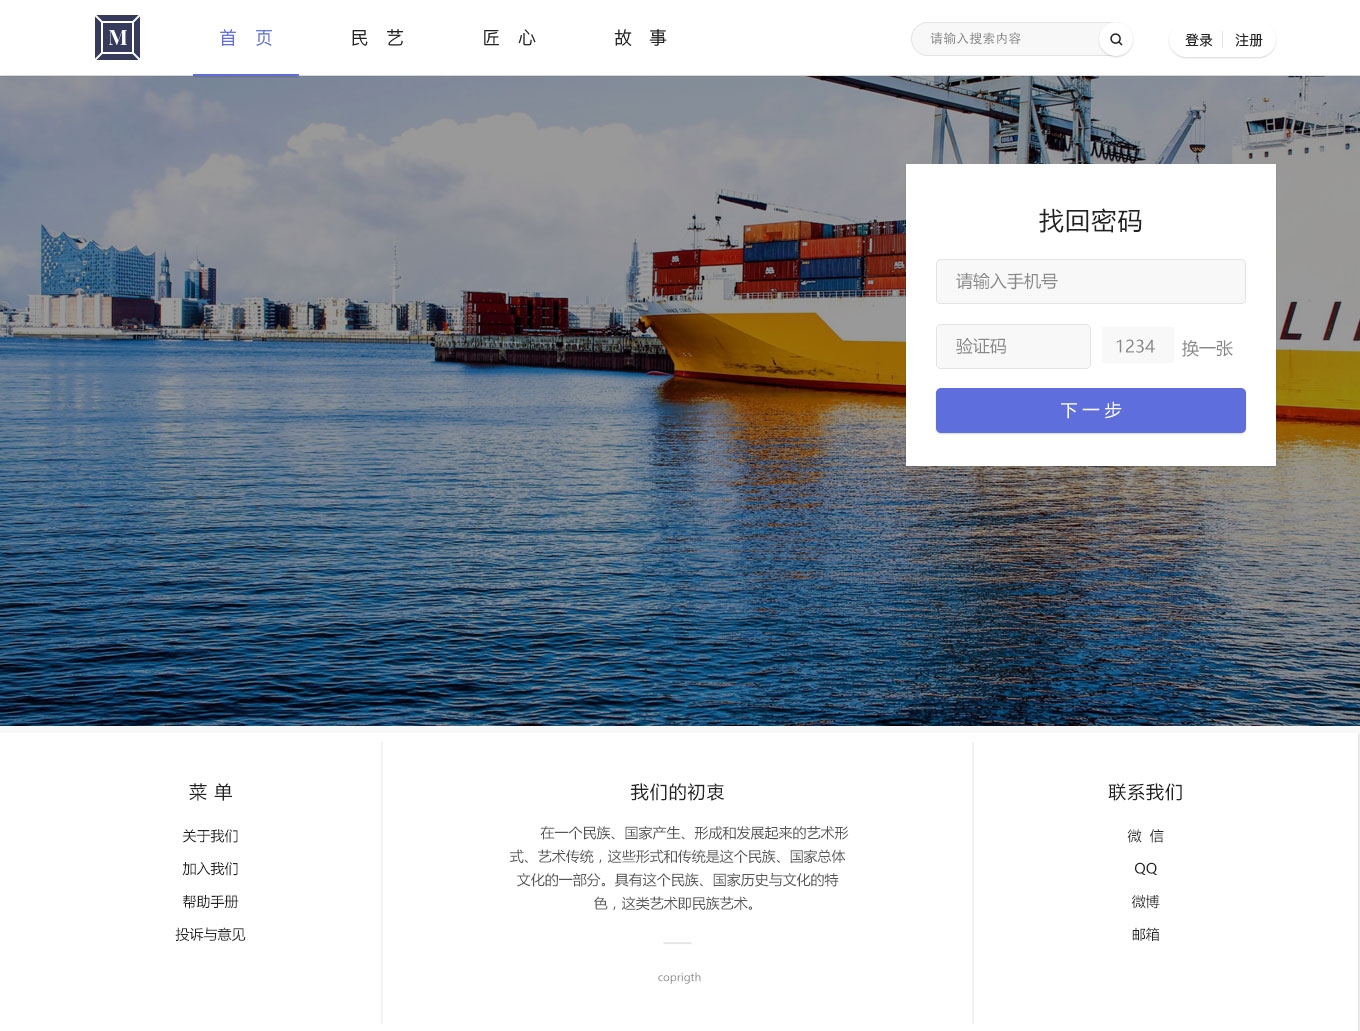 M
首 页
民 艺
匠 心
故 事
请输入搜索内容
登录
注册
找回密码
请输入手机号
验证码
1234
换一张
下一步
菜 单
关于我们
加入我们
帮助手册
投诉与意见
我们的初衷
在一个民族、国家产生、形成和发展起来的艺术形
式、艺术传统，这些形式和传统是这个民族、国家总体
文化的一部分。具有这个民族、国家历史与文化的特
色，这类艺术即民族艺术。
coprigth
联系我们
微 信
QQ
微博
邮箱